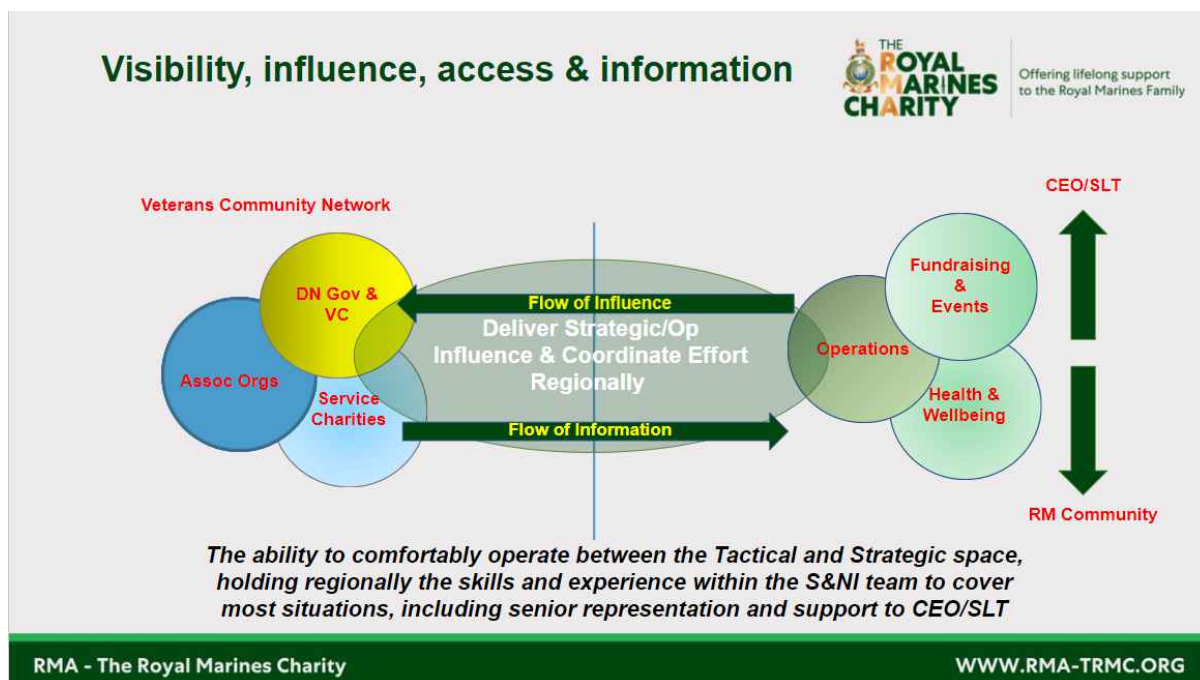 Visibility, influence, access & information
THE
ROYAL
MARINES
CHARITY
Offering lifelong support
to the Royal Marines Family
CEO/SLT
Veterans Community Network
DN Gov &
VC
Assoc Orgs
Service
Charities
Flow of Influence
Deliver Strategic/Op
Influence & Coordinate Effort
Regionally
Flow of Information
Operations
Fundraising
&
Events
Health &
Wellbeing
RM Community
The ability to comfortably operate between the Tactical and Strategic space,
holding regionally the skills and experience within the S&NI team to cover
most situations, including senior representation and support to CEO/SLT
RMA - The Royal Marines Charity
WWW.RMA-TRMC.ORG